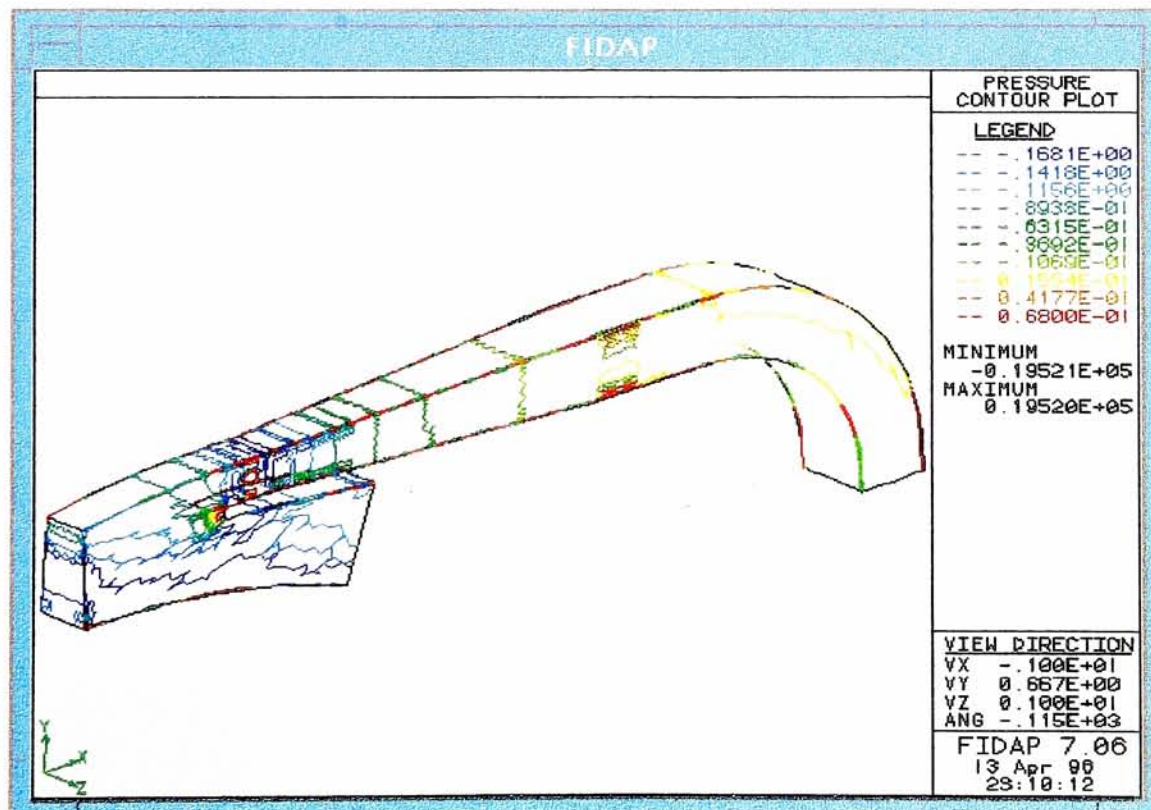 FIDAP
PRESSURE
CONTOUR PLOT
LEGEND
-- -.1681E+00
-- -.1418E+00
-- -.1156E+00
-- -.8938E-01
-- -.6315E-01
-- -.3692E-01
-- -.1069E-01
-- 0.1554E-01
-- 0.4177E-01
-- 0.6800E-01
MINIMUM
-0.19521E+05
MAXIMUM
0.19520E+05
VIEW DIRECTION
VX -.100E+01
VY 0.667E+00
VZ 0.100E+01
ANG -.115E+03
FIDAP 7.06
13 Apr 96
23:10:12
Y
X
Z